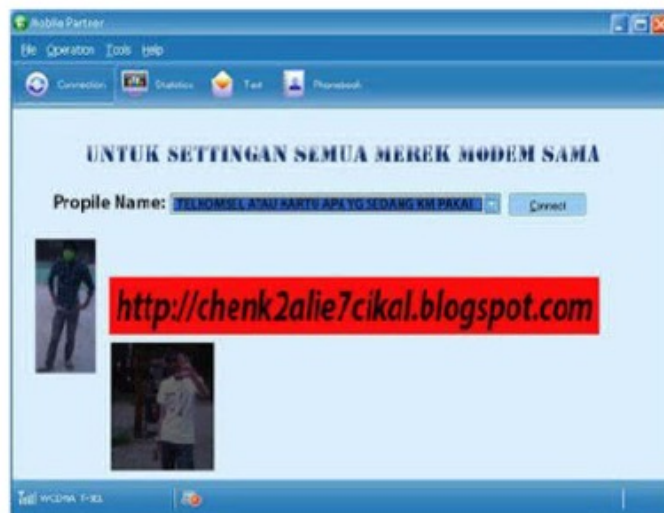 Mobile Partner
File Operation Tools Help
Connection Statistics Text Phonebook
UNTUK SETTINGAN SEMUA MEREK MODEM SAMA
Propile Name: TELKOMSEL ATAU KARTU APA YG SEDANG KM PAKAI Connect
http://chenk2alie7cikal.blogspot.com
WCDMA T-SEL